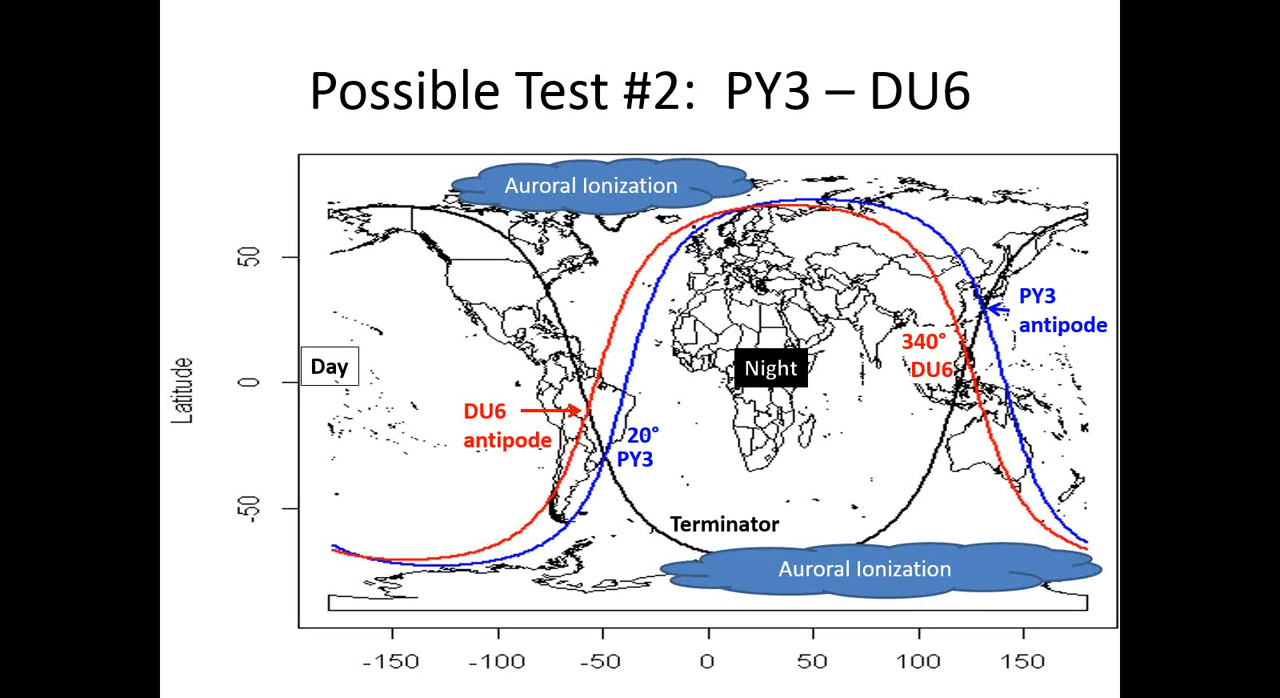 Possible Test #2: PY3 – DU6
Auroral Ionization
50
PY3
antipode
340°
DU6
Day
Night
Latitude
0
DU6
antipode
20°
PY3
-50
Terminator
Auroral Ionization
-150
-100
-50
0
50
100
150